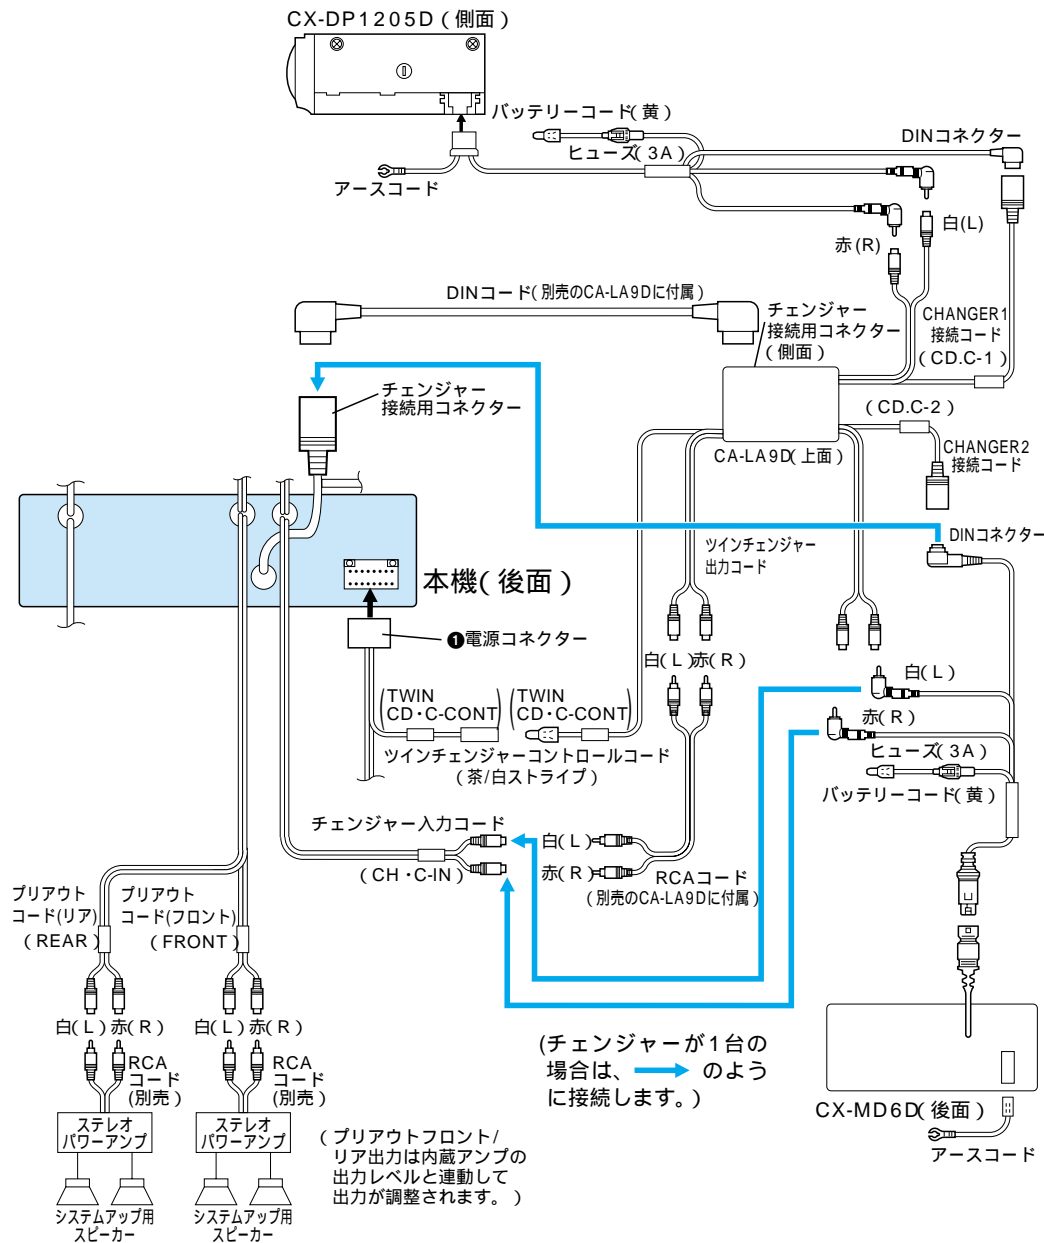 CX-DP1205D(側面)
バッテリーコード(黄)
ヒューズ(3A)
DINコネクター
アースコード
白(L)
赤(R)
DINコード(別売のCA-LA9Dに付属)
チェンジャー
接続用コネクター
(側面)
CHANGER1
接続コード
(CD.C-1)
チェンジャー
接続用コネクター
(CD.C-2)
CA-LA9D(上面)
CHANGER2
接続コード
DINコネクター
ツインチェンジャー
出力コード
本機(後面)
❶電源コネクター
白(L)赤(R)
白(L)
(TWIN
CD・C-CONT)
(TWIN
CD・C-CONT)
赤(R)
ツインチェンジャーコントロールコード
(茶/白ストライプ)
ヒューズ(3A)
バッテリーコード(黄)
チェンジャー入力コード
白(L)
(CH・C-IN)
赤(R)
RCAコード
(別売のCA-LA9Dに付属)
プリアウト
コード(リア)
(REAR)
プリアウト
コード(フロント)
(FRONT)
白(L)赤(R)
白(L)赤(R)
RCA
コード
(別売)
RCA
コード
(別売)
(チェンジャーが1台の
場合は、 のよう
に接続します。)
CX-MD6D(後面)
アースコード
ステレオ
パワーアンプ
ステレオ
パワーアンプ
(プリアウトフロント/
リア出力は内蔵アンプの
出力レベルと連動して
出力が調整されます。)
システムアップ用
スピーカー
システムアップ用
スピーカー